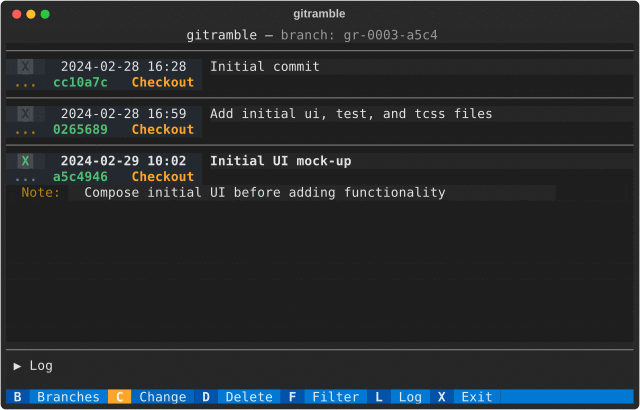 gitramble
gitramble — branch: gr-0003-a5c4
X 2024-02-28 16:28 Initial commit
... cc10a7c Checkout
X 2024-02-28 16:59 Add initial ui, test, and tcss files
... 0265689 Checkout
X 2024-02-29 10:02 Initial UI mock-up
... a5c4946 Checkout
Note: Compose initial UI before adding functionality
▶ Log
B Branches C Change D Delete F Filter L Log X Exit